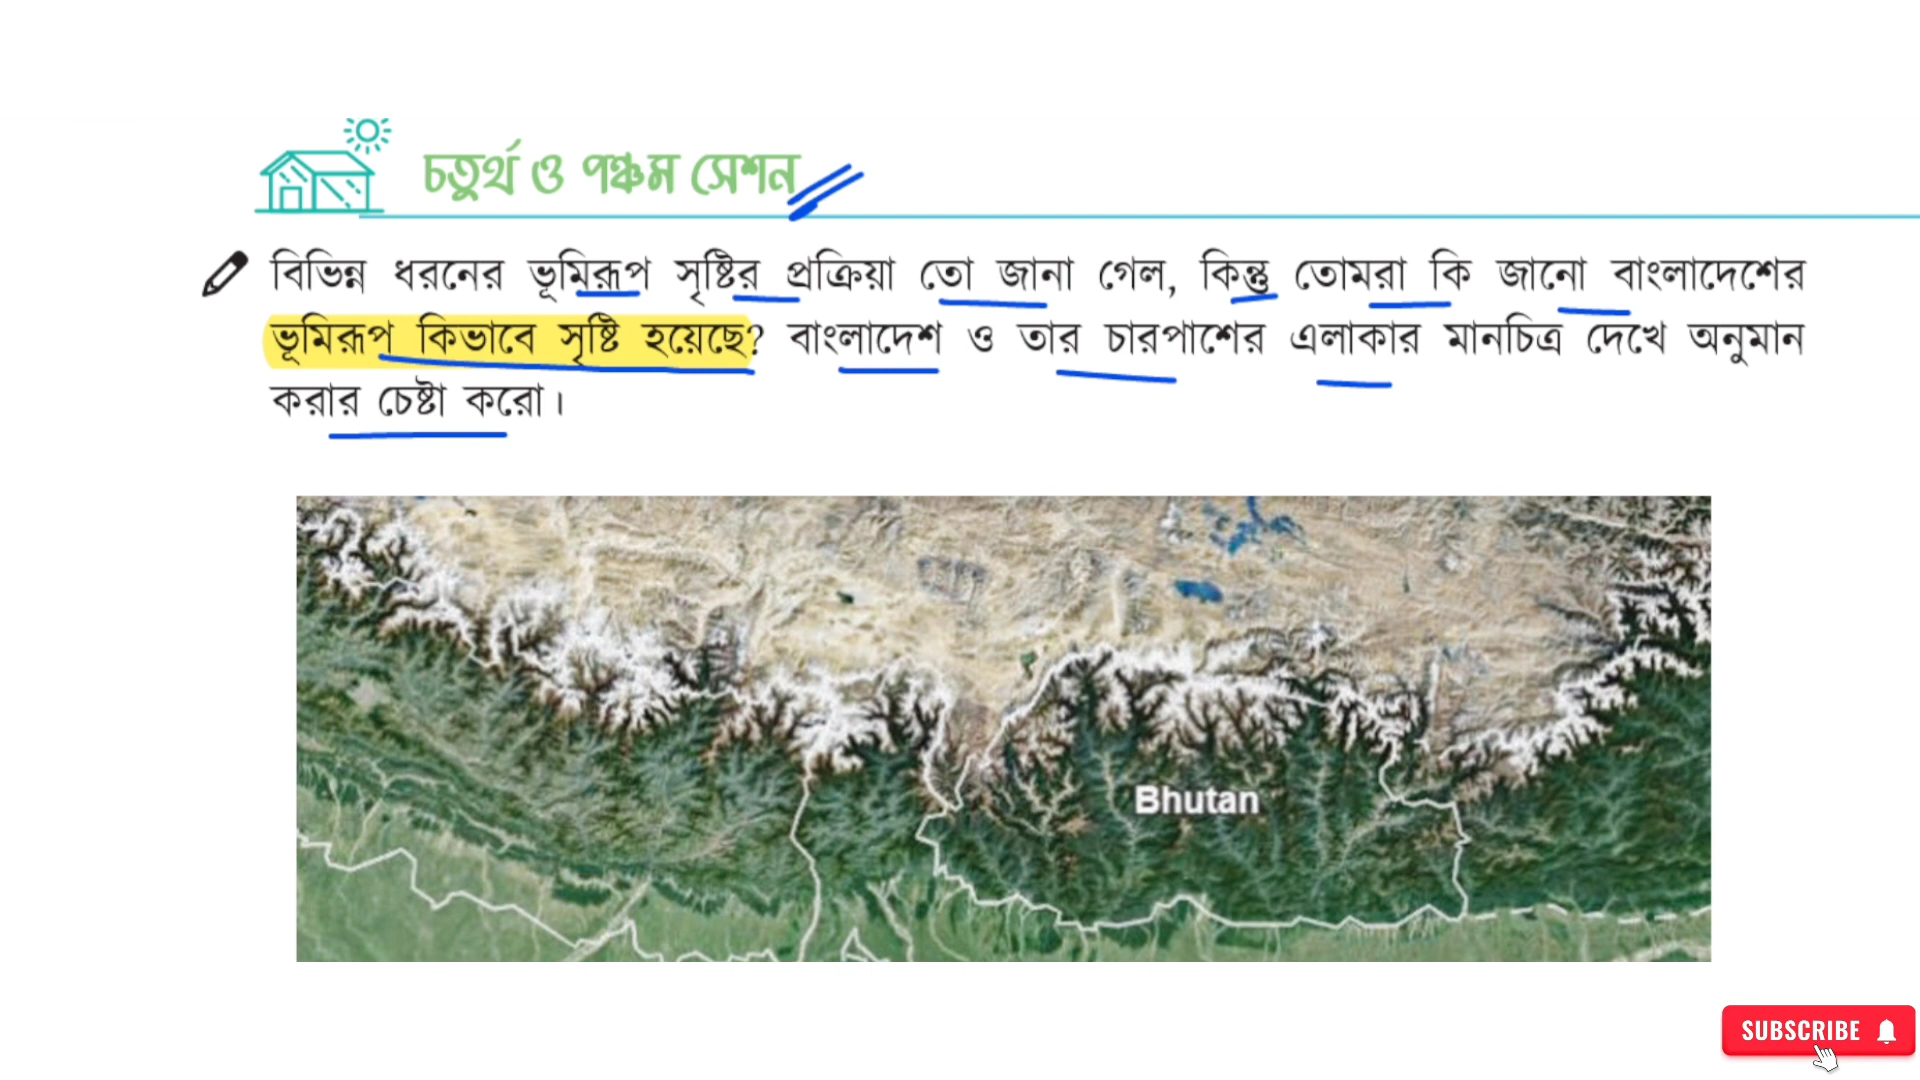 চতুর্থ ও পঞ্চম সেশন
বিভিন্ন ধরনের ভূমিরূপ সৃষ্টির প্রক্রিয়া তো জানা গেল, কিন্তু তোমরা কি জানো বাংলাদেশের
ভূমিরূপ কিভাবে সৃষ্টি হয়েছে? বাংলাদেশ ও তার চারপাশের এলাকার মানচিত্র দেখে অনুমান
করার চেষ্টা করো।
Bhutan
SUBSCRIBE